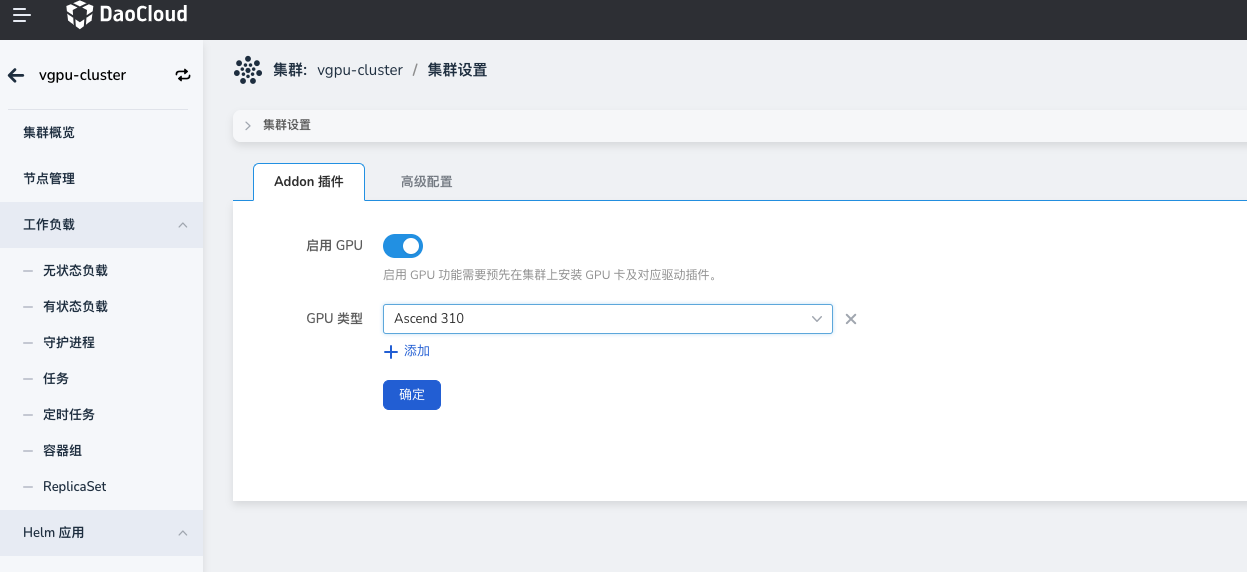 DaoCloud
vgpu-cluster
集群概览
节点管理
工作负载
无状态负载
有状态负载
守护进程
任务
定时任务
容器组
ReplicaSet
Helm 应用
集群: vgpu-cluster / 集群设置
集群设置
Addon 插件 高级配置
启用 GPU
启用 GPU 功能需要预先在集群上安装 GPU 卡及对应驱动插件。
GPU 类型 Ascend 310
添加
确定